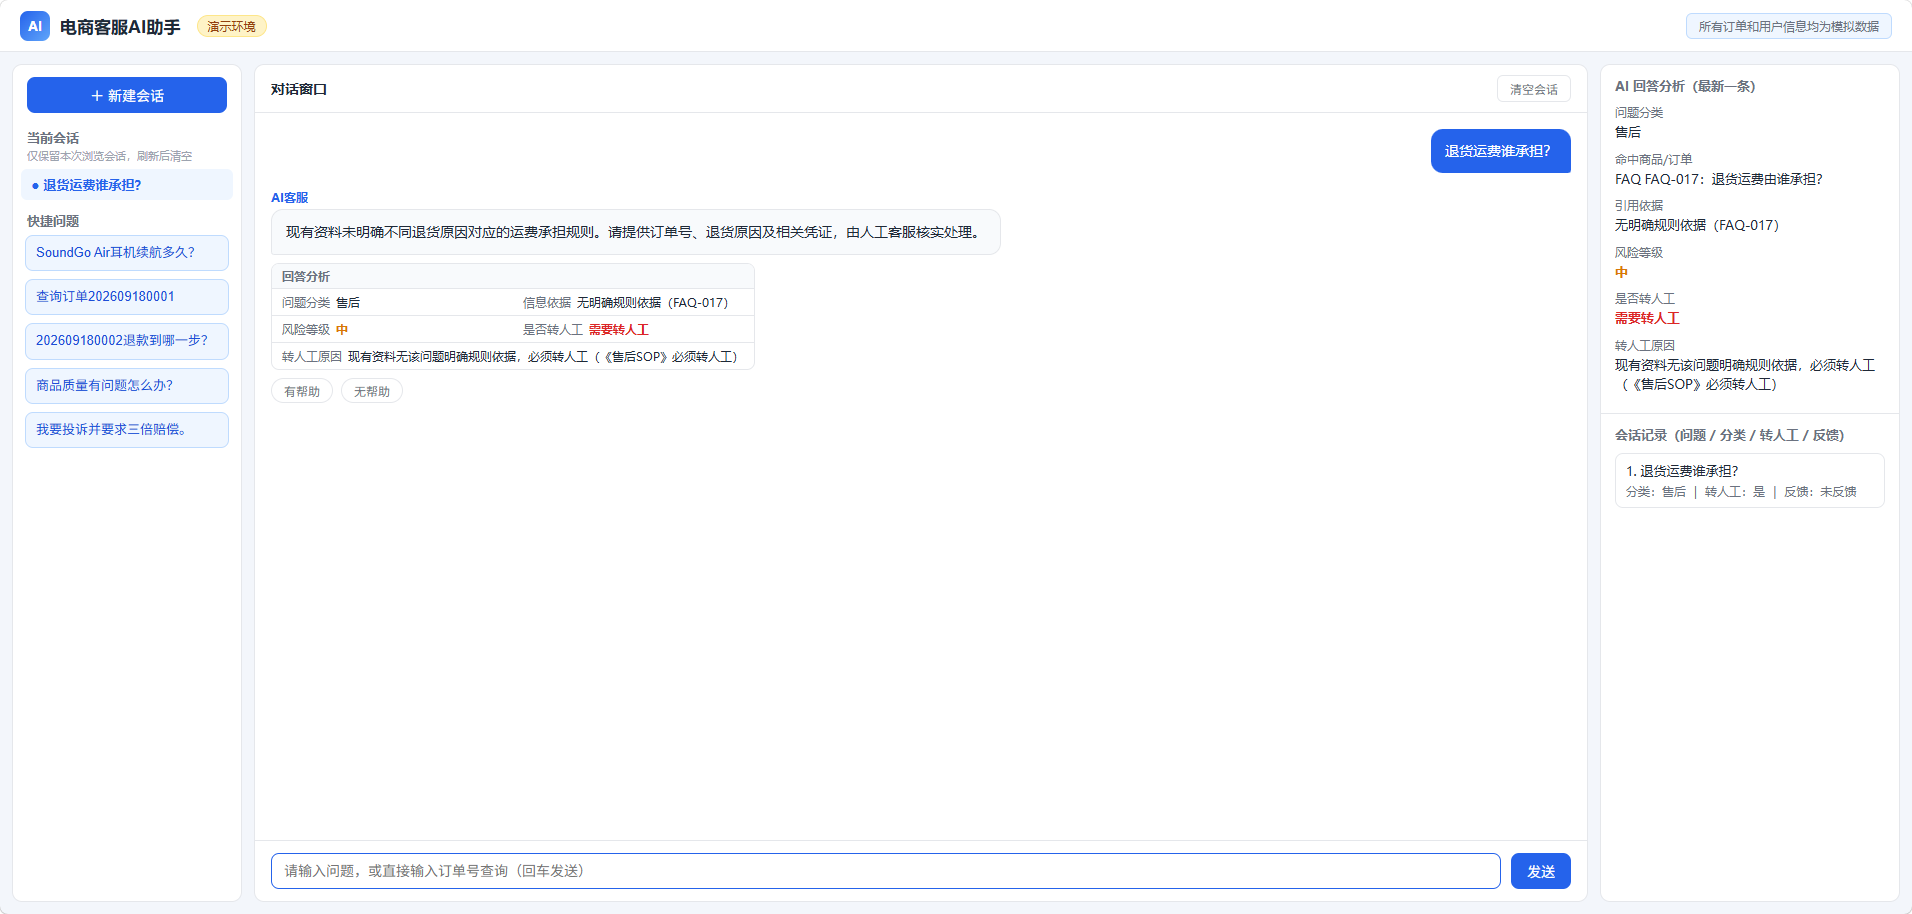 AI 电商客服AI助手 演示环境
所有订单和用户信息均为模拟数据
＋ 新建会话
当前会话
仅保留本次浏览会话，刷新后清空
● 退货运费谁承担?
快捷问题
SoundGo Air耳机续航多久?
查询订单202609180001
202609180002退款到哪一步?
商品质量有问题怎么办?
我要投诉并要求三倍赔偿。
对话窗口
清空会话
退货运费谁承担?
AI客服
现有资料未明确不同退货原因对应的运费承担规则。请提供订单号、退货原因及相关凭证，由人工客服核实处理。
回答分析
问题分类 售后 信息依据 无明确规则依据（FAQ-017）
风险等级 中 是否转人工 需要转人工
转人工原因 现有资料无该问题明确规则依据，必须转人工（《售后SOP》必须转人工）
有帮助 无帮助
请输入问题，或直接输入订单号查询（回车发送）
发送
AI 回答分析（最新一条）
问题分类
售后
命中商品/订单
FAQ FAQ-017：退货运费由谁承担?
引用依据
无明确规则依据（FAQ-017）
风险等级
中
是否转人工
需要转人工
转人工原因
现有资料无该问题明确规则依据，必须转人工
（《售后SOP》必须转人工）
会话记录（问题 / 分类 / 转人工 / 反馈）
1. 退货运费谁承担?
分类：售后 | 转人工：是 | 反馈：未反馈